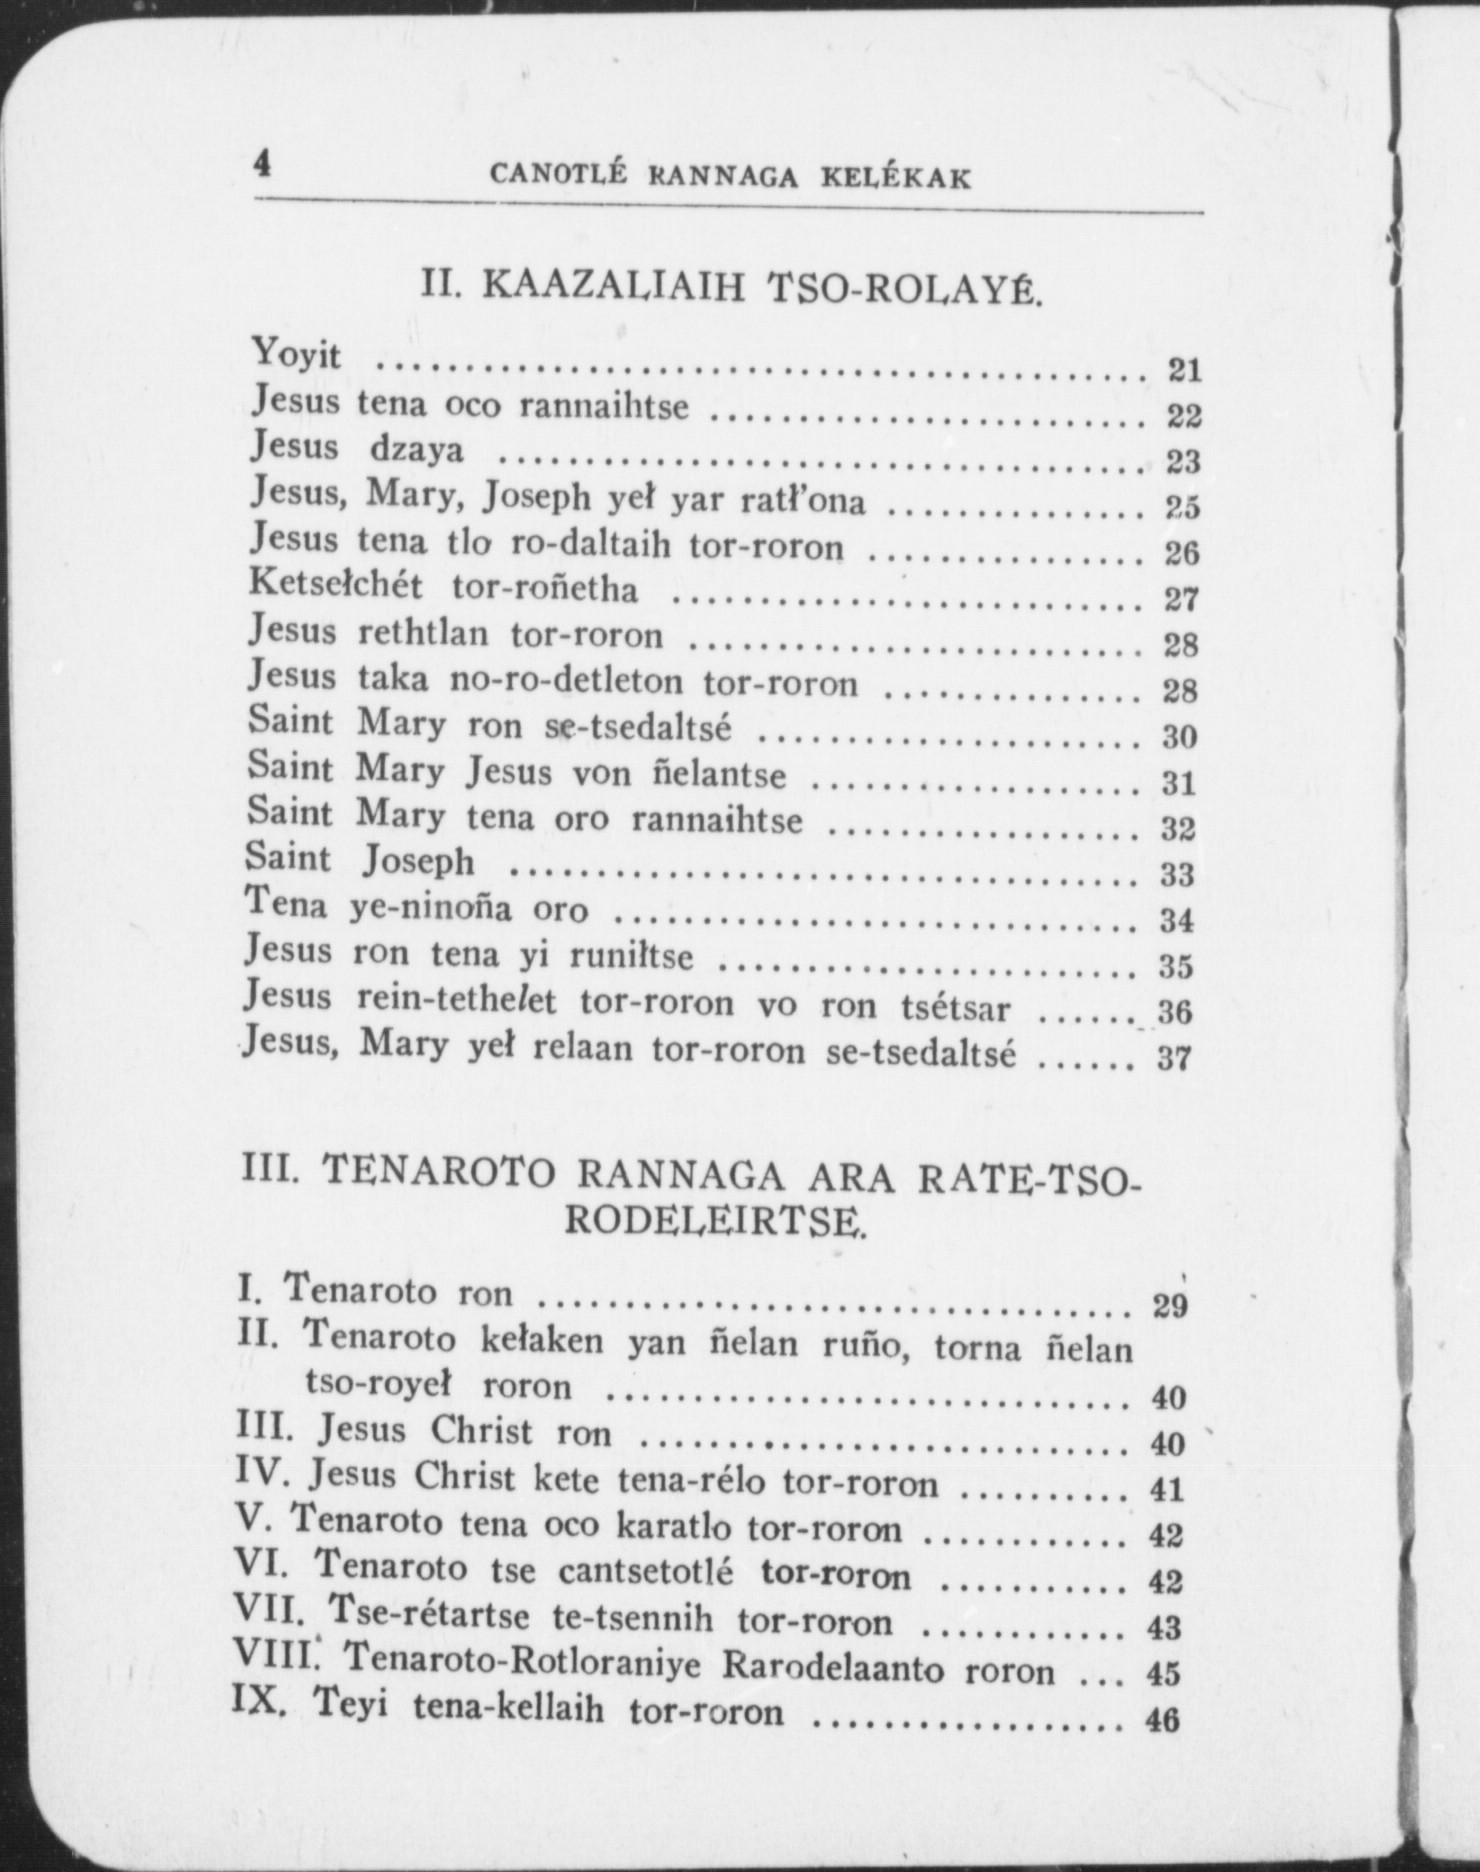 4 CANOTLÉ RANNAGA KELÉKAK
II. KAAZALIAIH TSO-ROLAYÉ.
Yoyit .......................................... 21
Jesus tena oco rannaihtse ......................... 22
Jesus dzaya ..................................... 23
Jesus, Mary, Joseph yeł yar ratł’ona ............... 25
Jesus tena tlo ro-daltaih tor-roron ................ 26
Ketsełchét tor-roñetha ........................... 27
Jesus rethtlan tor-roron .......................... 28
Jesus taka no-ro-detleton tor-roron ............... 28
Saint Mary ron se-tsedaltsé ...................... 30
Saint Mary Jesus von ñelantse ................... 31
Saint Mary tena oro rannaihtse .................. 32
Saint Joseph .................................... 33
Tena ye-ninoña oro .............................. 34
Jesus ron tena yi runiłtse ........................ 35
Jesus rein-tethelet tor-roron vo ron tsétsar ...... 36
Jesus, Mary yeł relaan tor-roron se-tsedaltsé ...... 37
III. TENAROTO RANNAGA ARA RATE-TSO-
RODELEIRTSE.
I. Tenaroto ron .................................. 29
II. Tenaroto kełaken yan ñelan ruño, torna ñelan
tso-royeł roron .............................. 40
III. Jesus Christ ron ............................ 40
IV. Jesus Christ kete tena-rélo tor-roron .......... 41
V. Tenaroto tena oco karatlo tor-roron ............ 42
VI. Tenaroto tse cantsetotlé tor-roron ........... 42
VII. Tse-rétartse te-tsennih tor-roron ............ 43
VIII. Tenaroto-Rotloraniye Rarodelaanto roron ... 45
IX. Teyi tena-kellaih tor-roron .................. 46